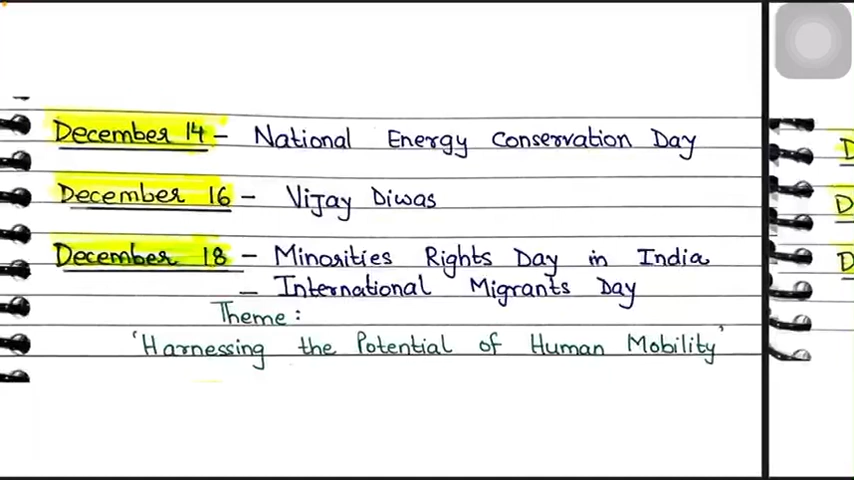 December 14 - National Energy Conservation Day
December 16 - Vijay Diwas
December 18 - Minorities Rights Day in India
- International Migrants Day
Theme:
'Harnessing the Potential of Human Mobility'
D
D
D